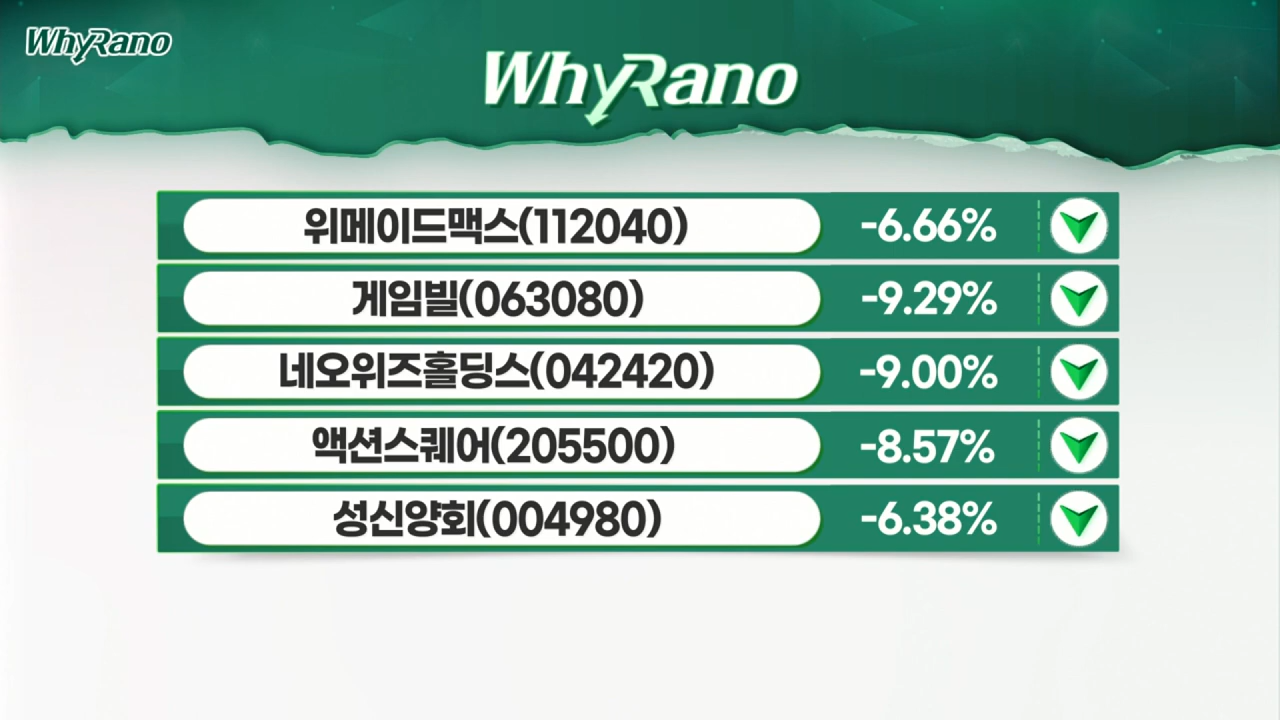 WhyRano
WhyRano
위메이드맥스(112040) -6.66%
게임빌(063080) -9.29%
네오위즈홀딩스(042420) -9.00%
액션스퀘어(205500) -8.57%
성신양회(004980) -6.38%